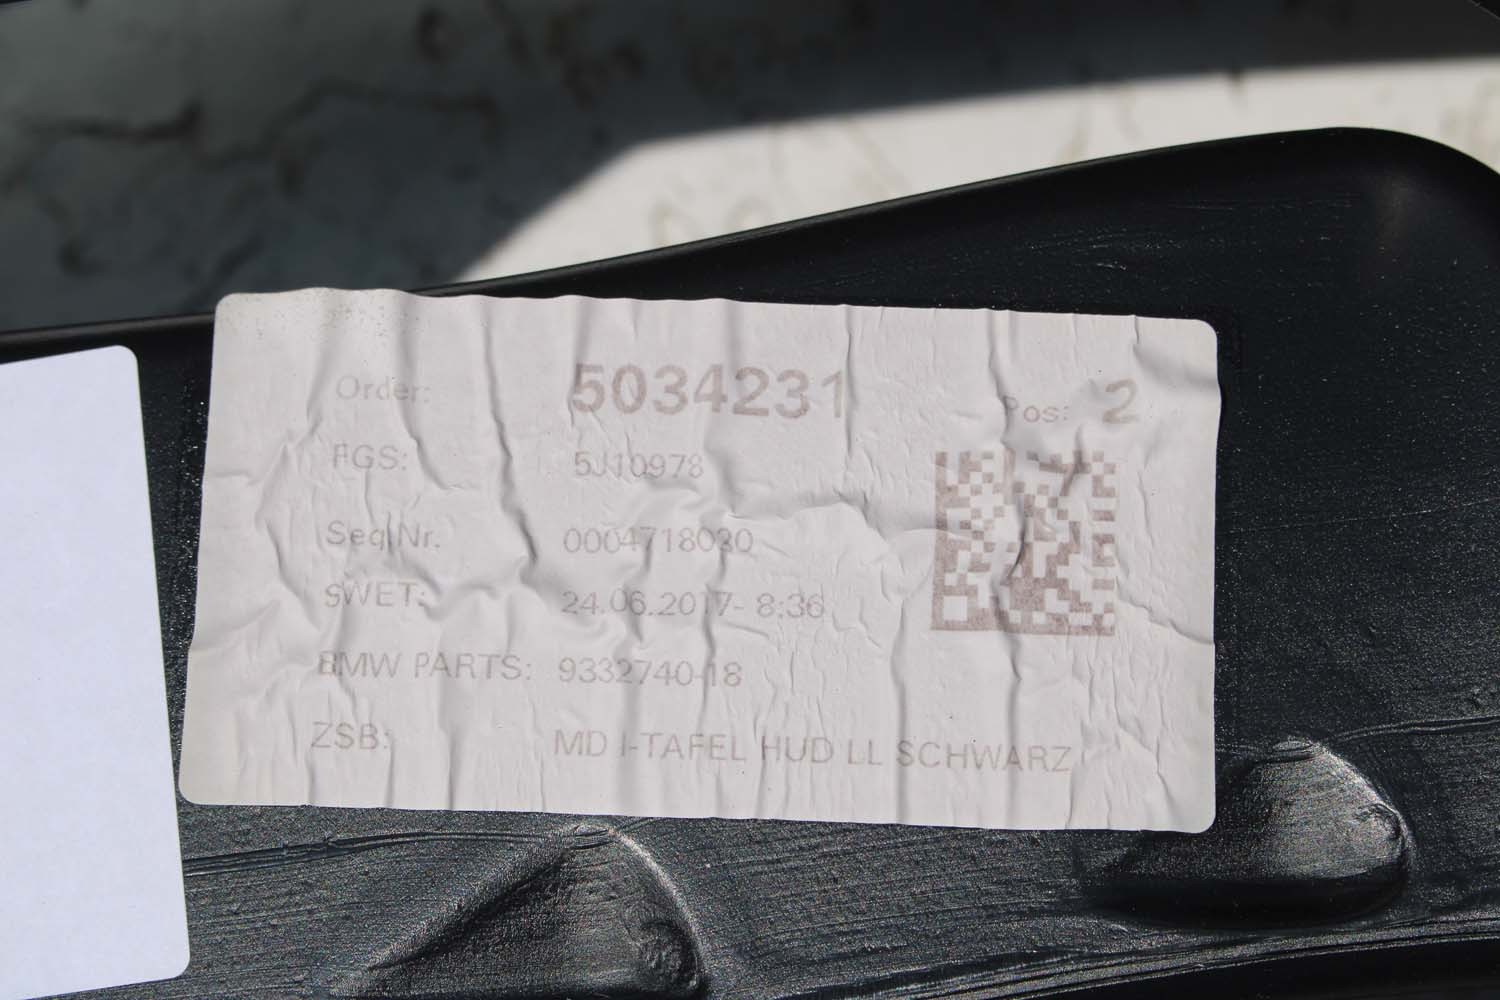 Order: 5034231 Pos: 2
FGS: 5J10978
Seq.Nr. 0004718030
SWET: 24.06.2017- 8:36
BMW PARTS: 9332740-18
ZSB: MD I-TAFEL HUD LL SCHWARZ